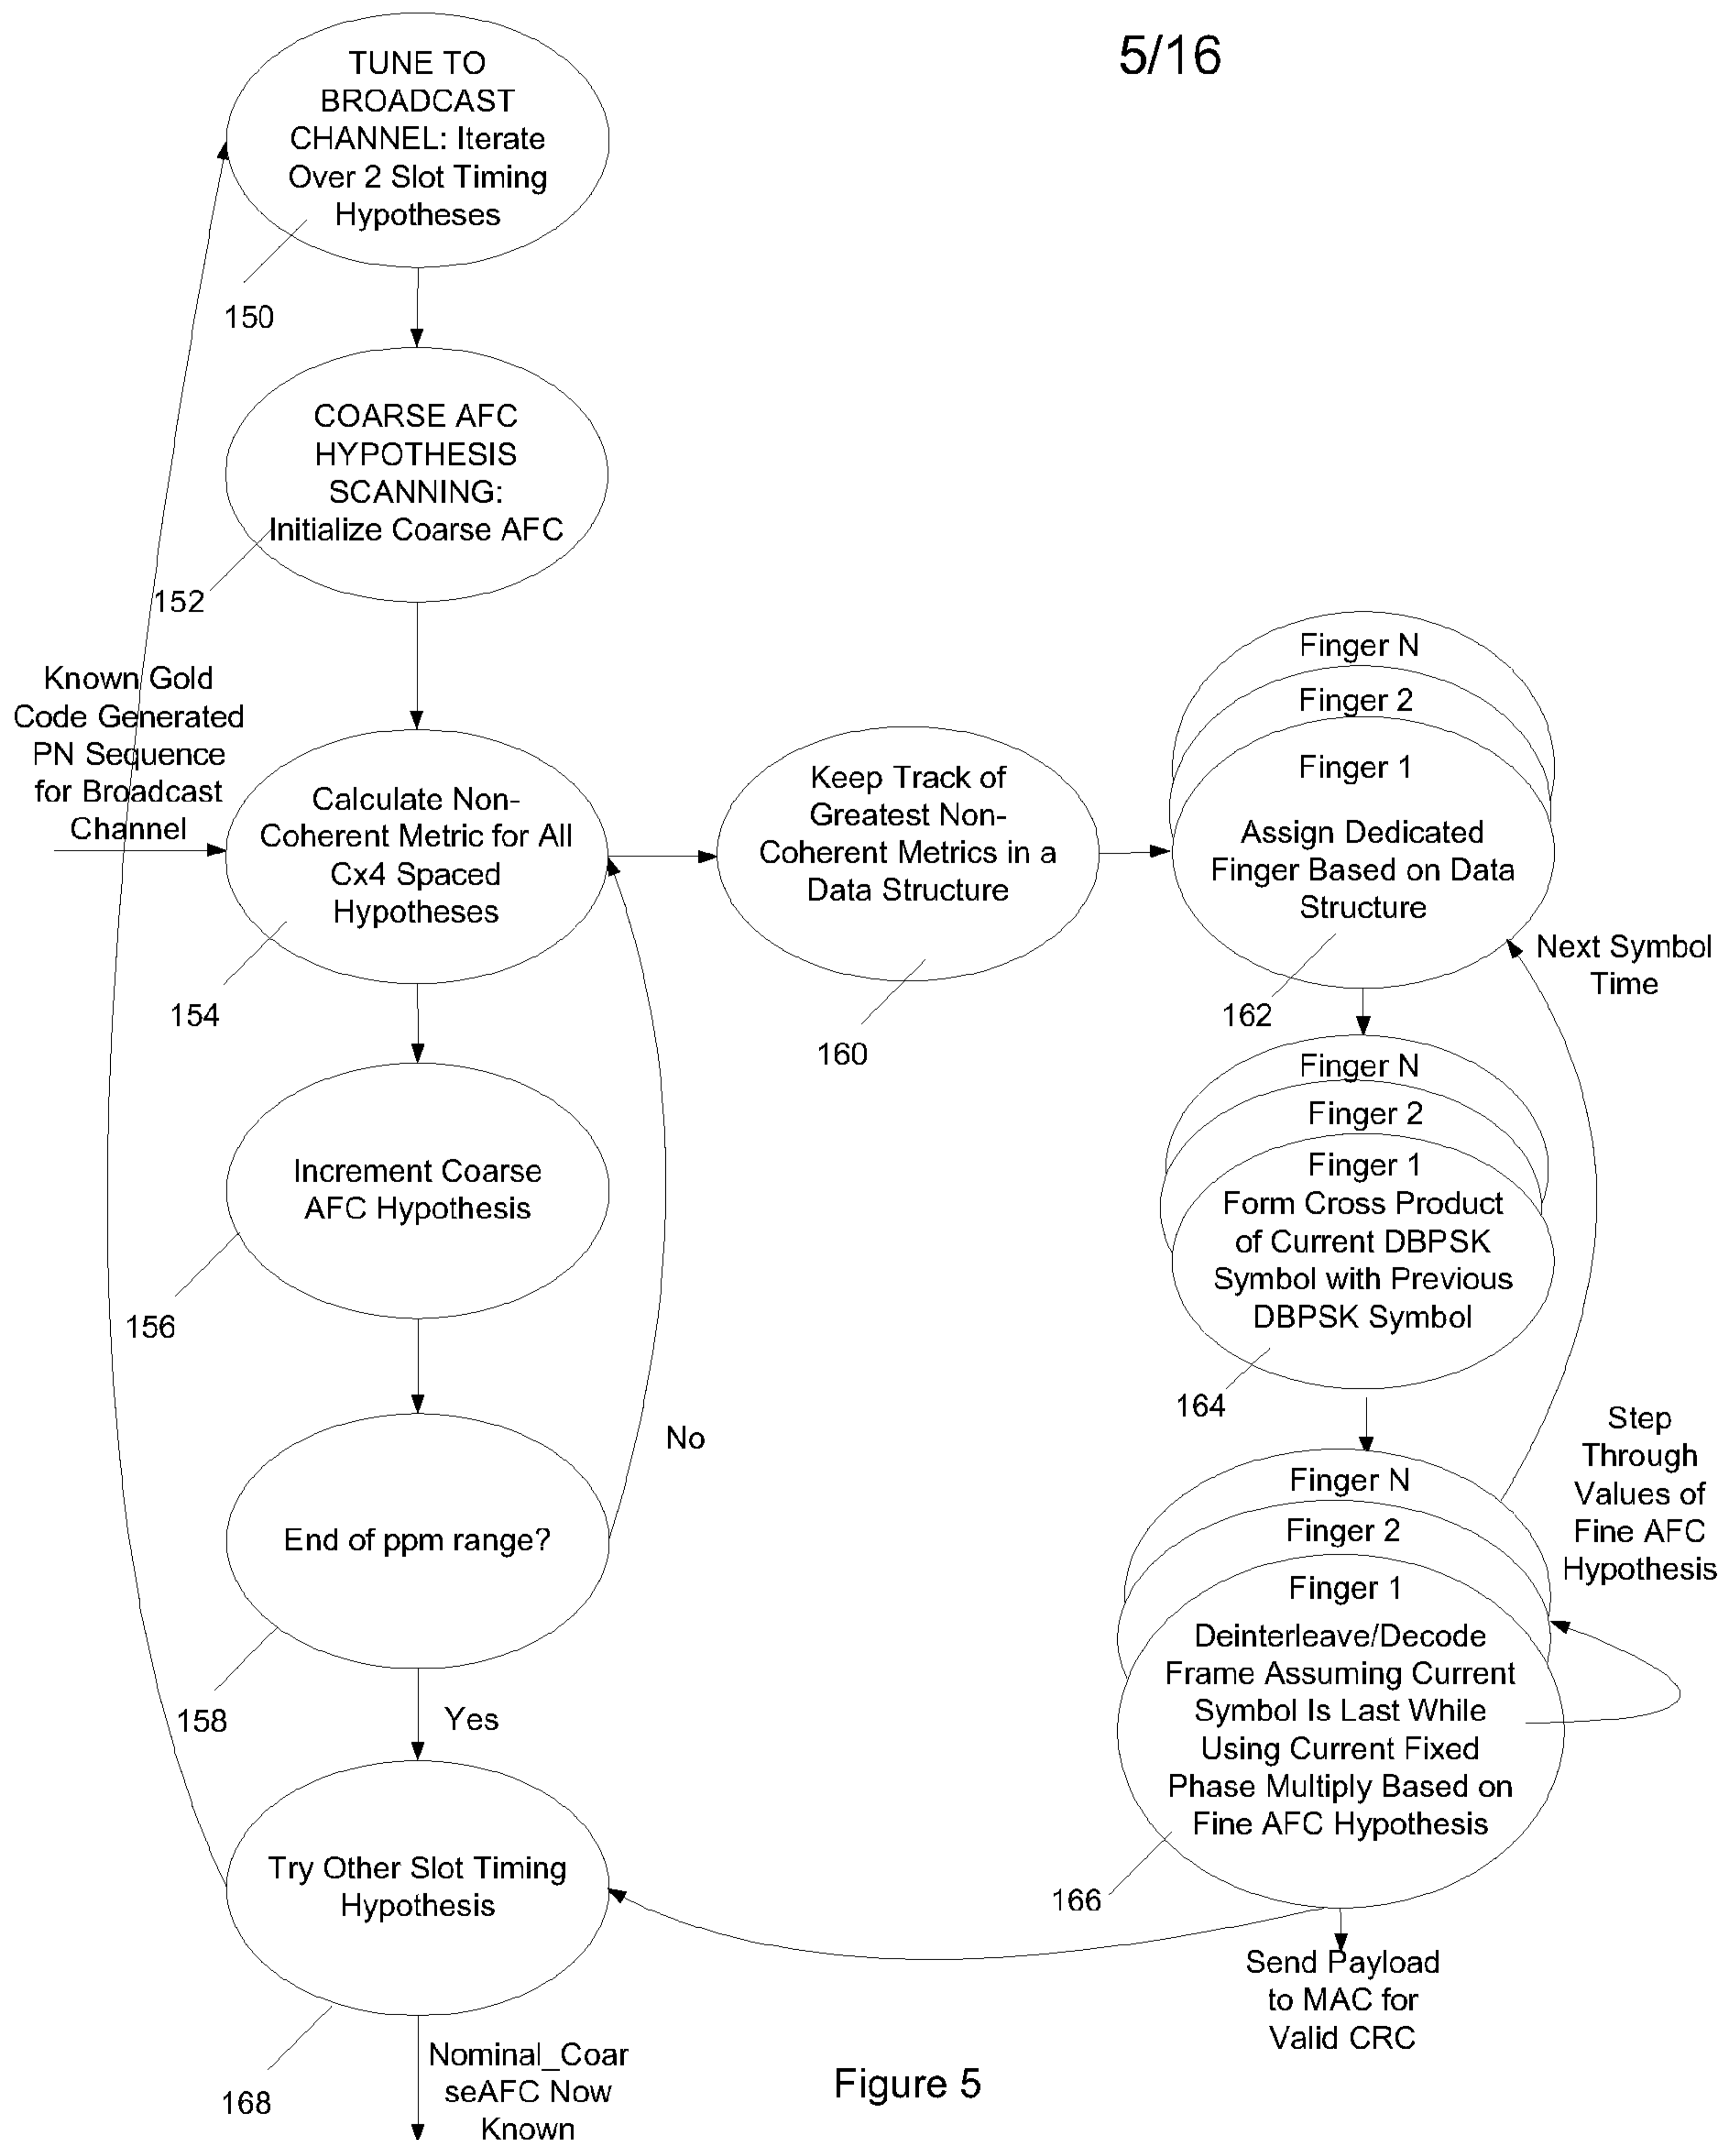 5/16
TUNE TO
BROADCAST
CHANNEL: Iterate
Over 2 Slot Timing
Hypotheses
150
COARSE AFC
HYPOTHESIS
SCANNING:
Initialize Coarse AFC
152
Known Gold
Code Generated
PN Sequence
for Broadcast
Channel
Calculate Non-
Coherent Metric for All
Cx4 Spaced
Hypotheses
154
Keep Track of
Greatest Non-
Coherent Metrics in a
Data Structure
160
Finger N
Finger 2
Finger 1
Assign Dedicated
Finger Based on Data
Structure
162
Next Symbol
Time
Finger N
Finger 2
Finger 1
Form Cross Product
of Current DBPSK
Symbol with Previous
DBPSK Symbol
164
Increment Coarse
AFC Hypothesis
156
End of ppm range?
158
No
Yes
Step
Through
Values of
Fine AFC
Hypothesis
Finger N
Finger 2
Finger 1
Deinterleave/Decode
Frame Assuming Current
Symbol Is Last While
Using Current Fixed
Phase Multiply Based on
Fine AFC Hypothesis
166
Try Other Slot Timing
Hypothesis
168
Send Payload
to MAC for
Valid CRC
Nominal_Coar
seAFC Now
Known
Figure 5